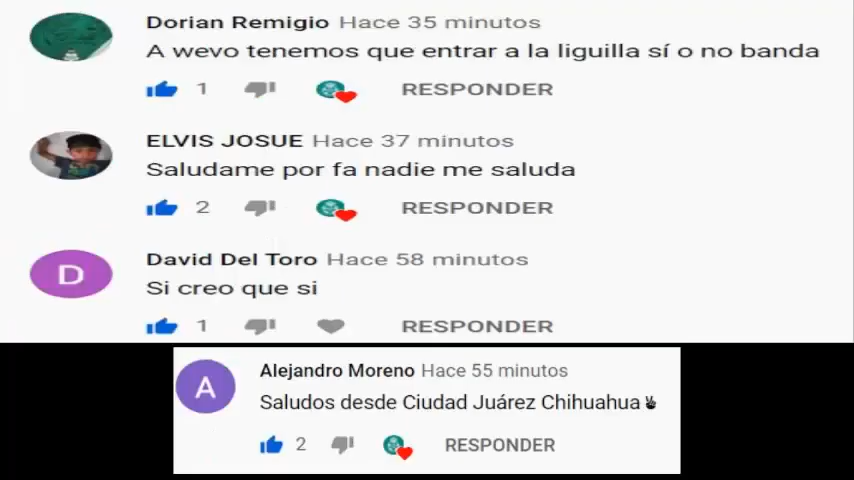 Dorian Remigio Hace 35 minutos
A wevo tenemos que entrar a la liguilla sí o no banda
1 RESPONDER
ELVIS JOSUE Hace 37 minutos
Saludame por fa nadie me saluda
2 RESPONDER
D David Del Toro Hace 58 minutos
Si creo que si
1 RESPONDER
A Alejandro Moreno Hace 55 minutos
Saludos desde Ciudad Juárez Chihuahua✌
2 RESPONDER